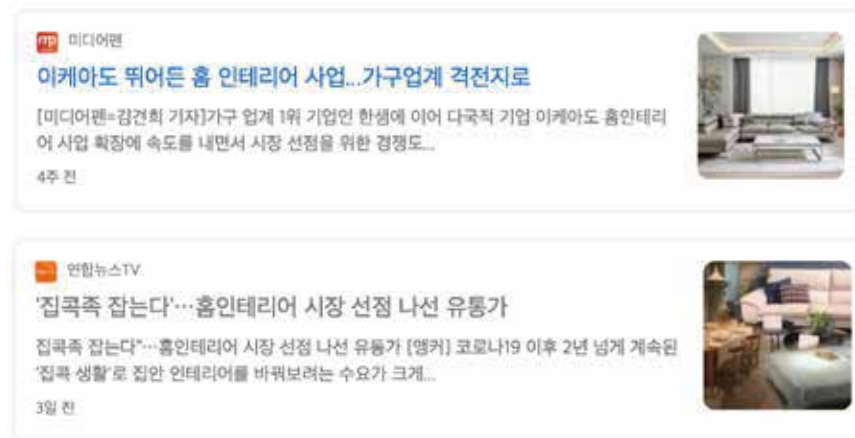 미디어펜
이케아도 뛰어든 홈 인테리어 사업...가구업계 격전지로
[미디어펜=김견희 기자]가구 업계 1위 기업인 한샘에 이어 다국적 기업 이케아도 홈인테리
어 사업 확장에 속도를 내면서 시장 선점을 위한 경쟁도...
4주 전
연합뉴스TV
'집콕족 잡는다'…홈인테리어 시장 선점 나선 유통가
집콕족 잡는다"…홈인테리어 시장 선점 나선 유통가 [앵커] 코로나19 이후 2년 넘게 계속된
'집콕 생활'로 집안 인테리어를 바꿔보려는 수요가 크게...
3일 전